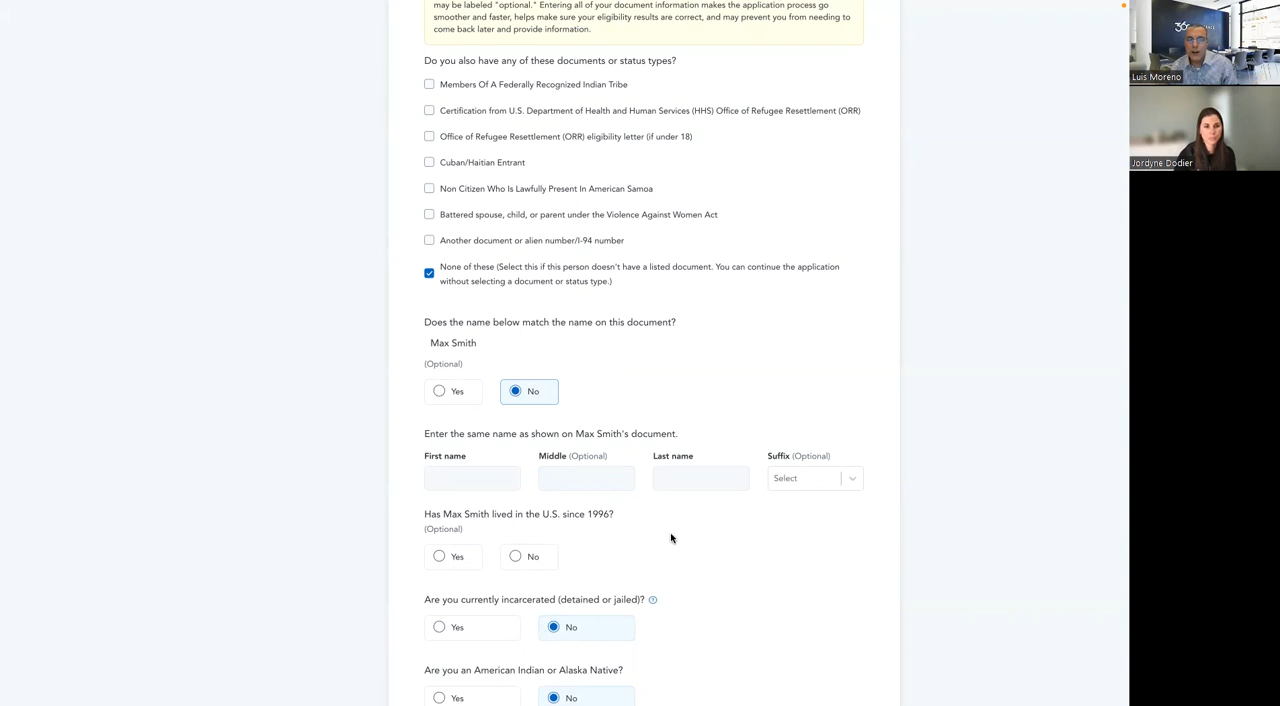 may be labeled "optional." Entering all of your document information makes the application process go
smoother and faster, helps make sure your eligibility results are correct, and may prevent you from needing to
come back later and provide information.
Do you also have any of these documents or status types?
Members Of A Federally Recognized Indian Tribe
Certification from U.S. Department of Health and Human Services (HHS) Office of Refugee Resettlement (ORR)
Office of Refugee Resettlement (ORR) eligibility letter (if under 18)
Cuban/Haitian Entrant
Non Citizen Who Is Lawfully Present In American Samoa
Battered spouse, child, or parent under the Violence Against Women Act
Another document or alien number/I-94 number
None of these (Select this if this person doesn't have a listed document. You can continue the application
without selecting a document or status type.)
Does the name below match the name on this document?
Max Smith
(Optional)
Yes No
Enter the same name as shown on Max Smith's document.
First name Middle (Optional) Last name Suffix (Optional)
Select
Has Max Smith lived in the U.S. since 1996?
(Optional)
Yes No
Are you currently incarcerated (detained or jailed)?
Yes No
Are you an American Indian or Alaska Native?
Yes No
Luis Moreno
Jordyne Dodier